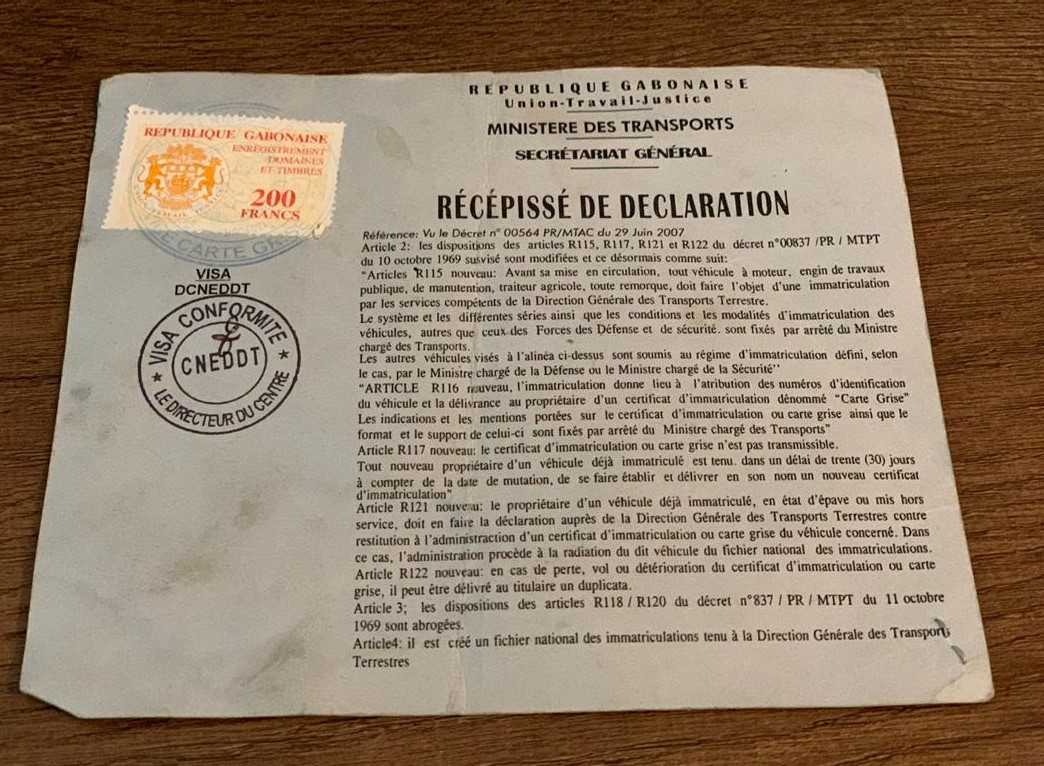 REPUBLIQUE GABONAISE
Union-Travail-Justice
MINISTERE DES TRANSPORTS
SECRÉTARIAT GÉNÉRAL
REPUBLIQUE GABONAISE
ENREGISTREMENT
DOMAINES
ET TIMBRES
200
FRANCS
CARTE
VISA
DCNEDDT
VISA CONFORMITE
CNEDDT
LE DIRECTEUR DU CENTRE
RÉCÉPISSÉ DE DECLARATION
Référence: Vu le Décret n° 00564 PR/MTAC du 29 Juin 2007
Article 2: les dispositions des articles R115, R117, R121 et R122 du décret n°00837 /PR / MTPT
du 10 octobre 1969 susvisé sont modifiées et ce désormais comme suit:
"Articles R115 nouveau: Avant sa mise en circulation, tout véhicule à moteur, engin de travaux
publique, de manutention, traiteur agricole, toute remorque, doit faire l'objet d'une immatriculation
par les services compétents de la Direction Générale des Transports Terrestre.
Le système et les différentes séries ainsi que les conditions et les modalités d'immatriculation des
véhicules, autres que ceux des Forces des Défense et de sécurité. sont fixés par arrêté du Ministre
chargé des Transports.
Les autres véhicules visés à l'alinéa ci-dessus sont soumis au régime d'immatriculation défini, selon
le cas, par le Ministre chargé de la Défense ou le Ministre chargé de la Sécurité''
"ARTICLE R116 nouveau, l'immatriculation donne lieu à l'atribution des numéros d'identification
du véhicule et la délivrance au propriétaire d'un certificat d'immatriculation dénommé "Carte Grise"
Les indications et les mentions portées sur le certificat d'immatriculation ou carte grise ainsi que le
format et le support de celui-ci sont fixés par arrêté du Ministre chargé des Transports"
Article R117 nouveau: le certificat d'immatriculation ou carte grise n'est pas transmissible.
Tout nouveau propriétaire d'un véhicule déjà immatriculé est tenu. dans un délai de trente (30) jours
à compter de la date de mutation, de se faire établir et délivrer en son nom un nouveau certificat
d'immatriculation"
Article R121 nouveau: le propriétaire d'un véhicule déjà immatriculé, en état d'épave ou mis hors
service, doit en faire la déclaration auprès de la Direction Générale des Transports Terrestres contre
restitution à l'administraction d'un certificat d'immatriculation ou carte grise du véhicule concerné. Dans
ce cas, l'administration procède à la radiation du dit véhicule du fichier national des immatriculations.
Article R122 nouveau: en cas de perte, vol ou détérioration du certificat d'immatriculation ou carte
grise, il peut être délivré au titulaire un duplicata.
Article 3; les dispositions des articles R118 / R120 du décret n°837 / PR / MTPT du 11 octobre
1969 sont abrogées.
Article4: il est créé un fichier national des immatriculations tenu à la Direction Générale des Transports
Terrestres